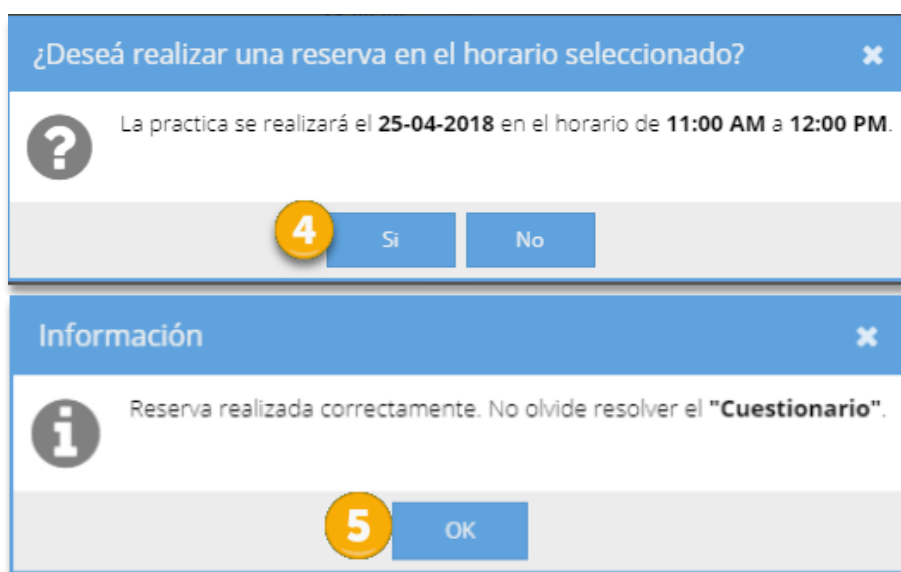 ¿Deseá realizar una reserva en el horario seleccionado?
La practica se realizará el 25-04-2018 en el horario de 11:00 AM a 12:00 PM.
4
Si
No
Información
Reserva realizada correctamente. No olvide resolver el "Cuestionario".
5
OK